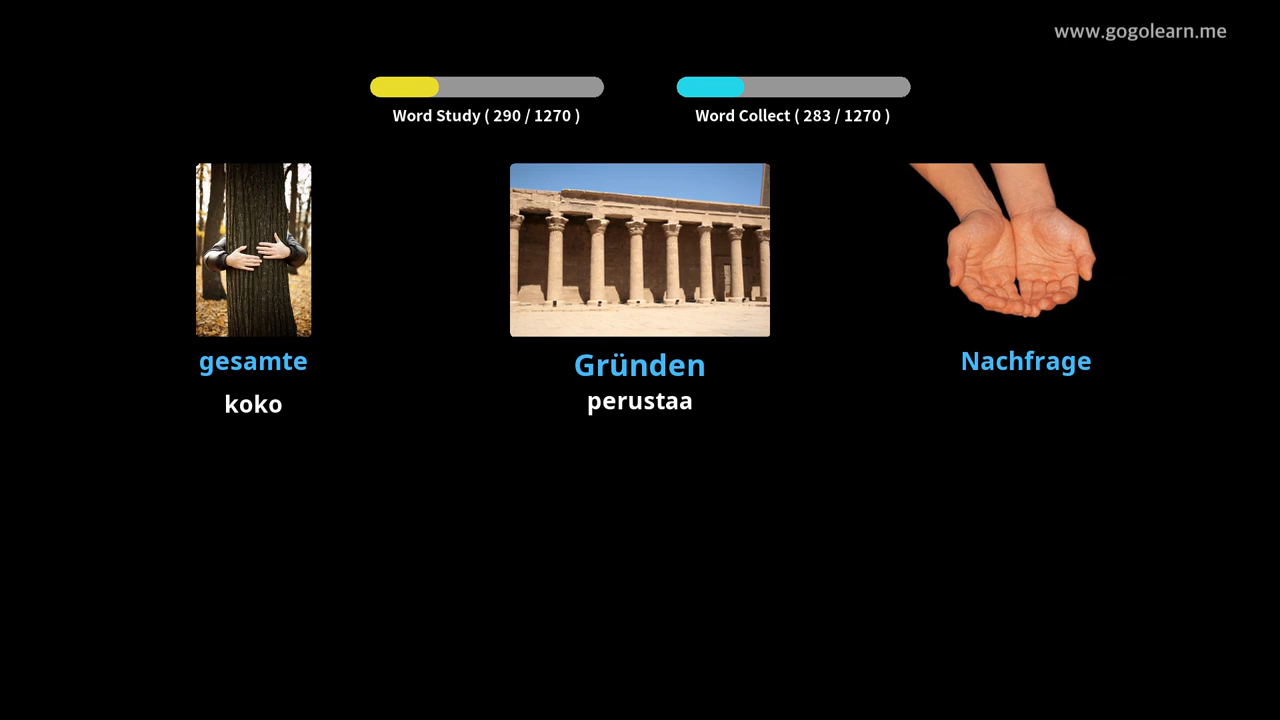 www.gogolearn.me
Word Study ( 290 / 1270 )
Word Collect ( 283 / 1270 )
gesamte
Gründen
Nachfrage
koko
perustaa